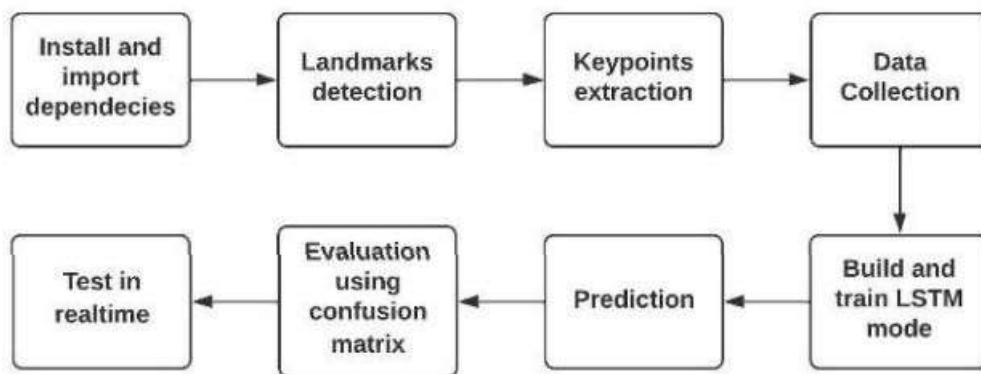 Install and
import
dependecies
Landmarks
detection
Keypoints
extraction
Data
Collection
Build and
train LSTM
mode
Prediction
Evaluation
using
confusion
matrix
Test in
realtime